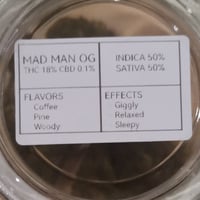 MAD MAN OG
THC 18% CBD 0.1%
INDICA 50%
SATIVA 50%
FLAVORS
Coffee
Pine
Woody
EFFECTS
Giggly
Relaxed
Sleepy